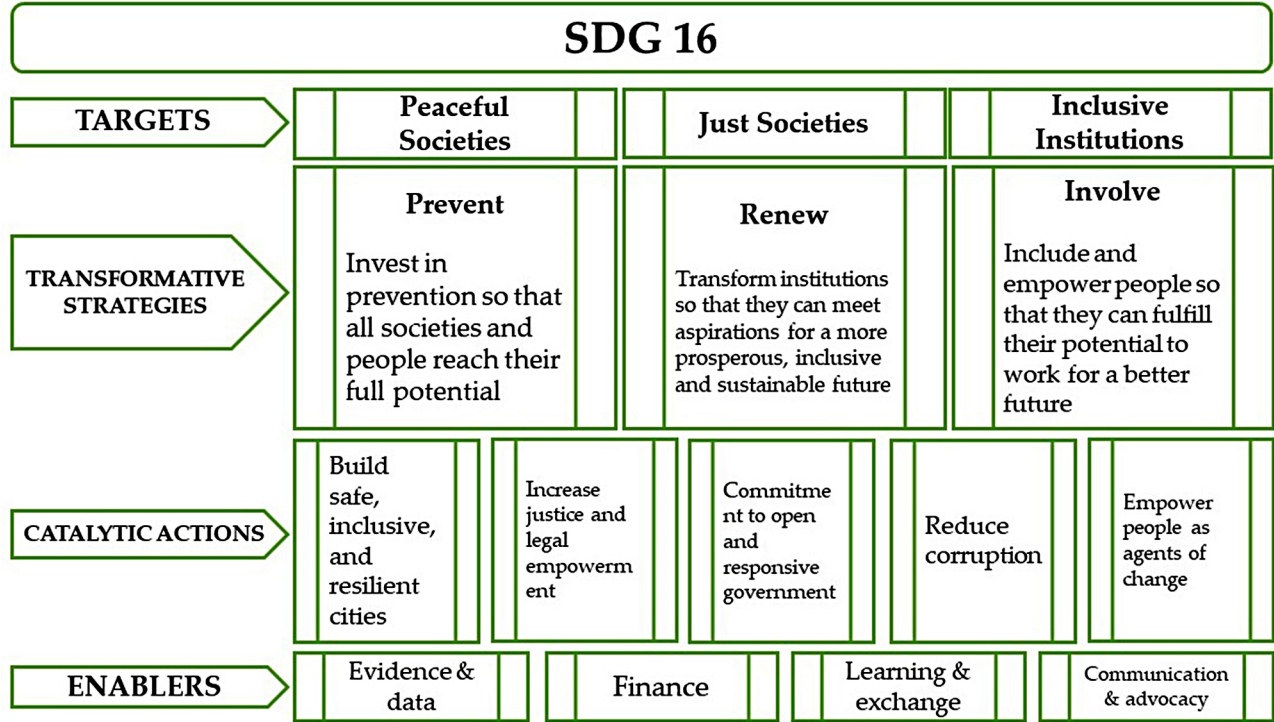 SDG 16
TARGETS
Peaceful
Societies
Just Societies
Inclusive
Institutions
TRANSFORMATIVE
STRATEGIES
Prevent
Invest in
prevention so that
all societies and
people reach their
full potential
Renew
Transform institutions
so that they can meet
aspirations for a more
prosperous, inclusive
and sustainable future
Involve
Include and
empower people so
that they can fulfill
their potential to
work for a better
future
CATALYTIC ACTIONS
Build
safe,
inclusive,
and
resilient
cities
Increase
justice and
legal
empowerm
ent
Commitme
nt to open
and
responsive
government
Reduce
corruption
Empower
people as
agents of
change
ENABLERS
Evidence &
data
Finance
Learning &
exchange
Communication
& advocacy